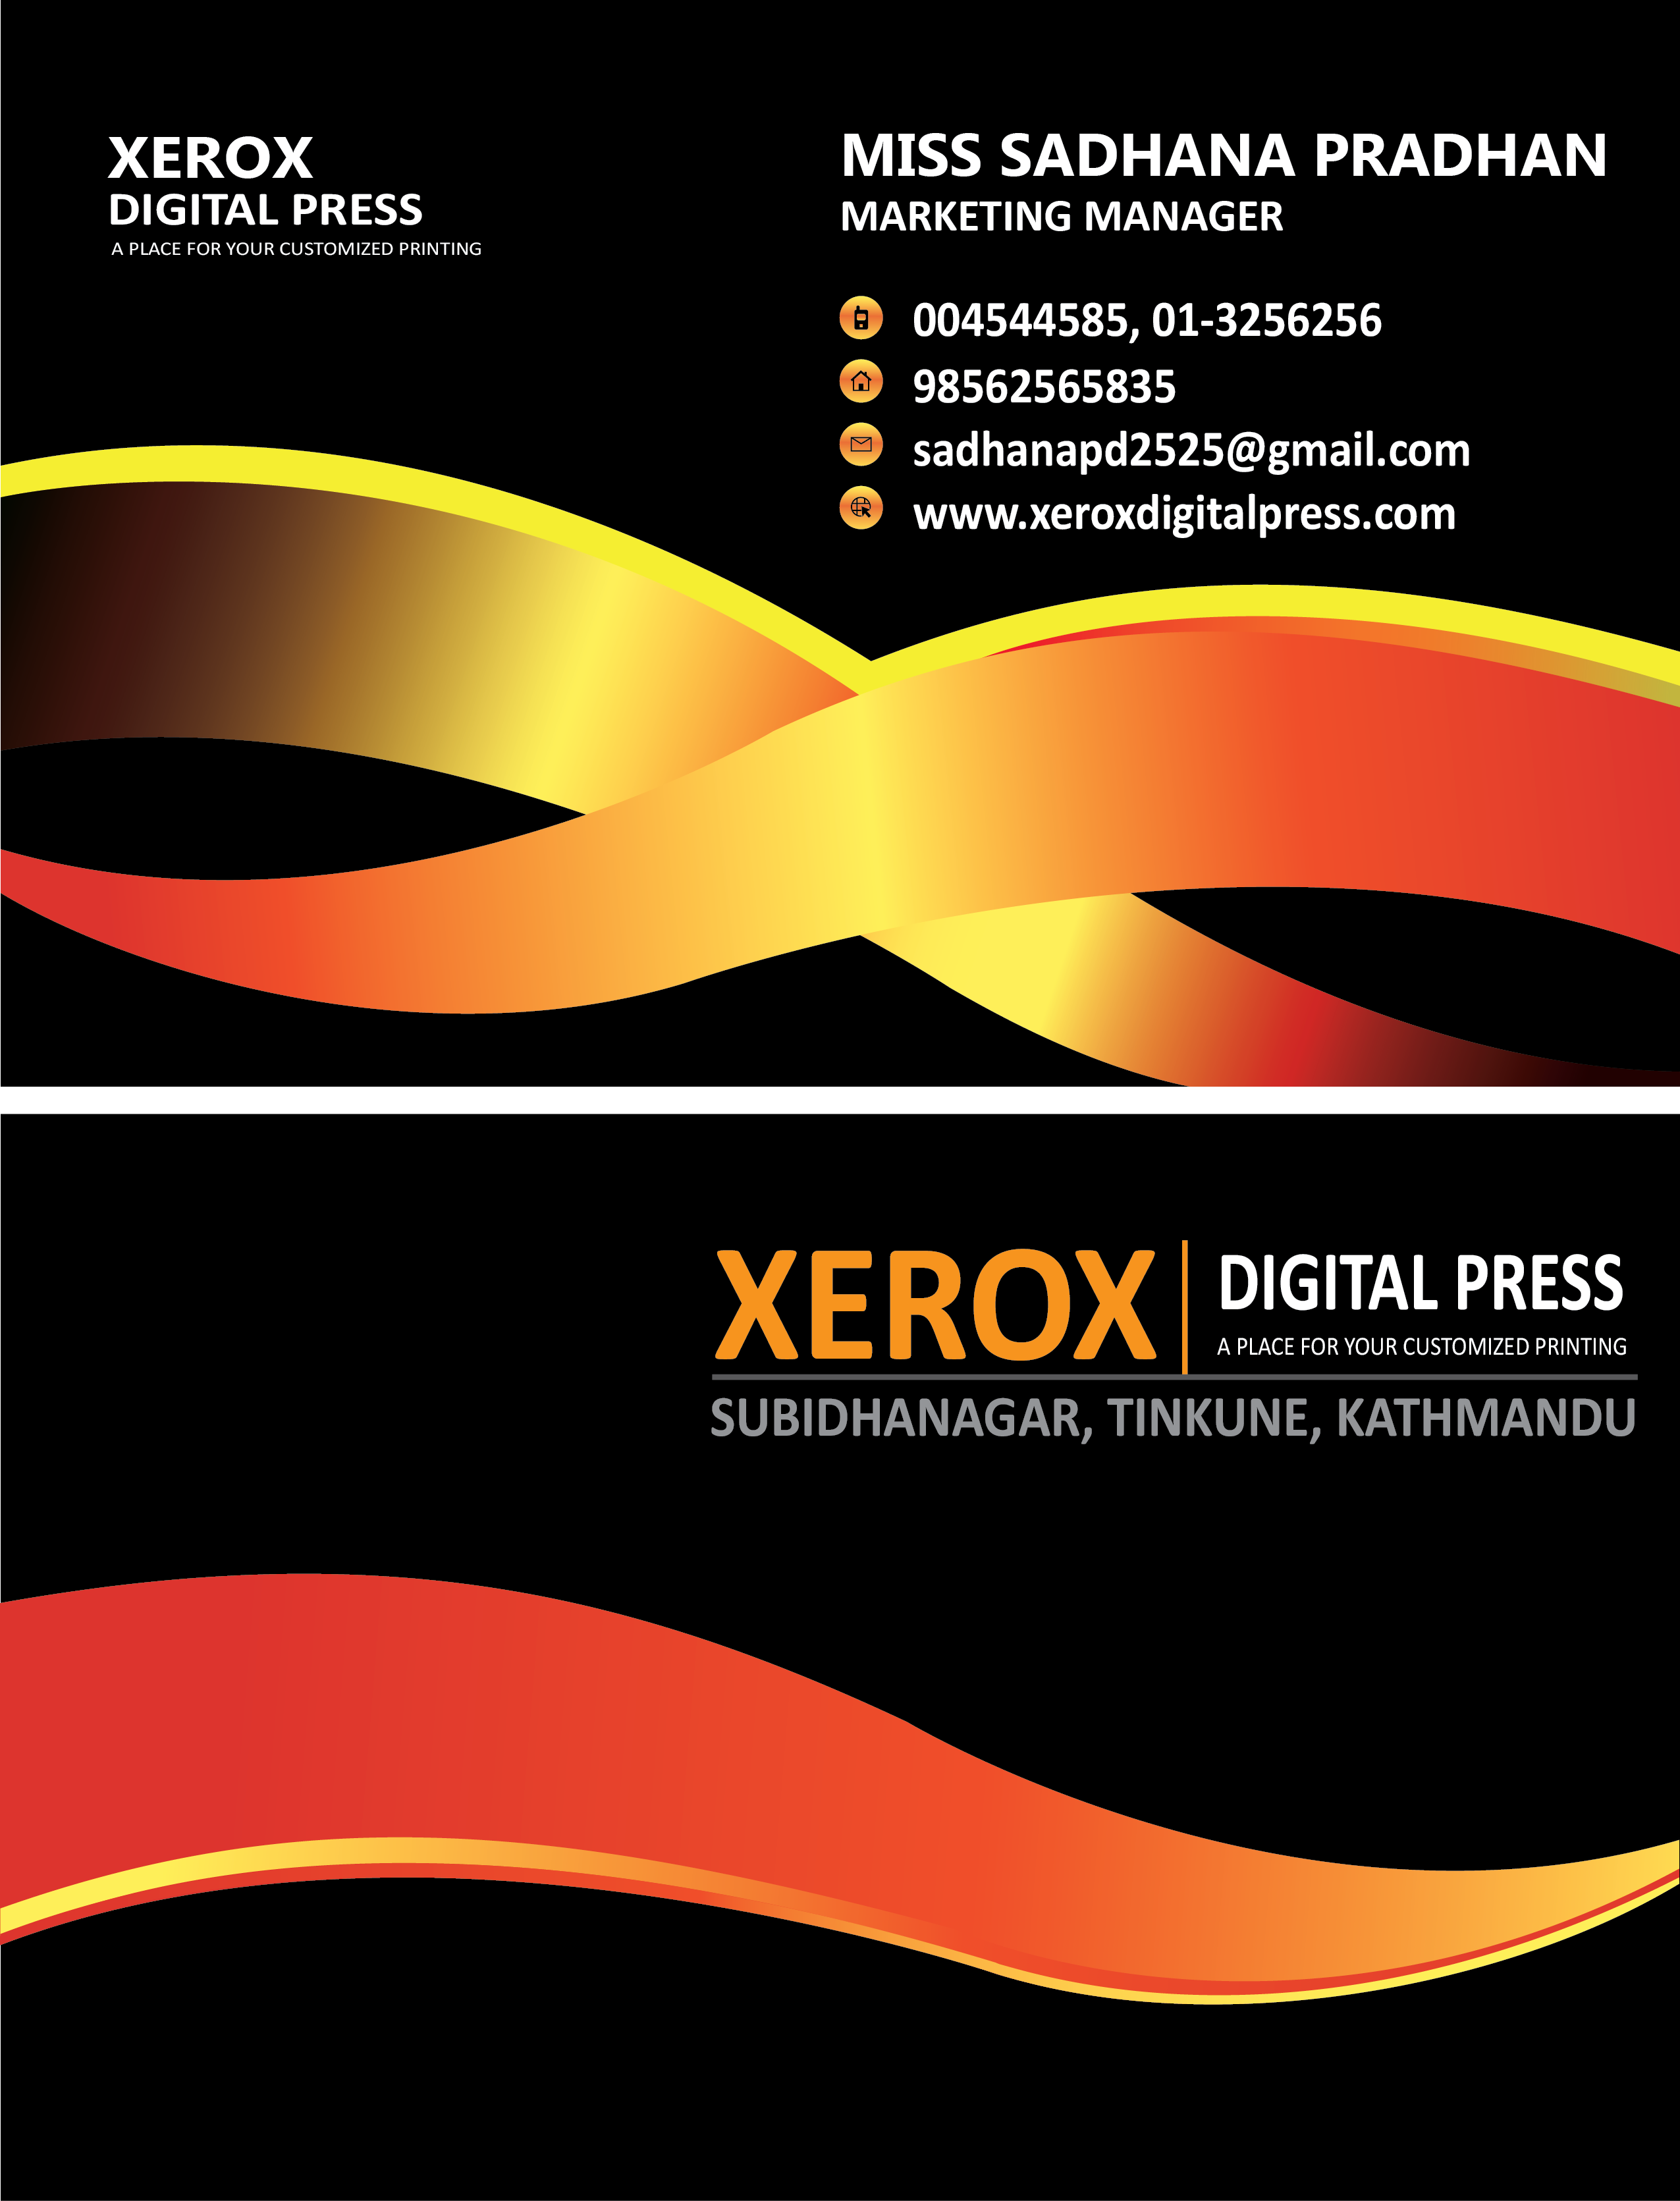 XEROX
DIGITAL PRESS
A PLACE FOR YOUR CUSTOMIZED PRINTING
MISS SADHANA PRADHAN
MARKETING MANAGER
004544585, 01-3256256
98562565835
sadhanapd2525@gmail.com
www.xeroxdigitalpress.com
XEROX
DIGITAL PRESS
A PLACE FOR YOUR CUSTOMIZED PRINTING
SUBIDHANAGAR, TINKUNE, KATHMANDU